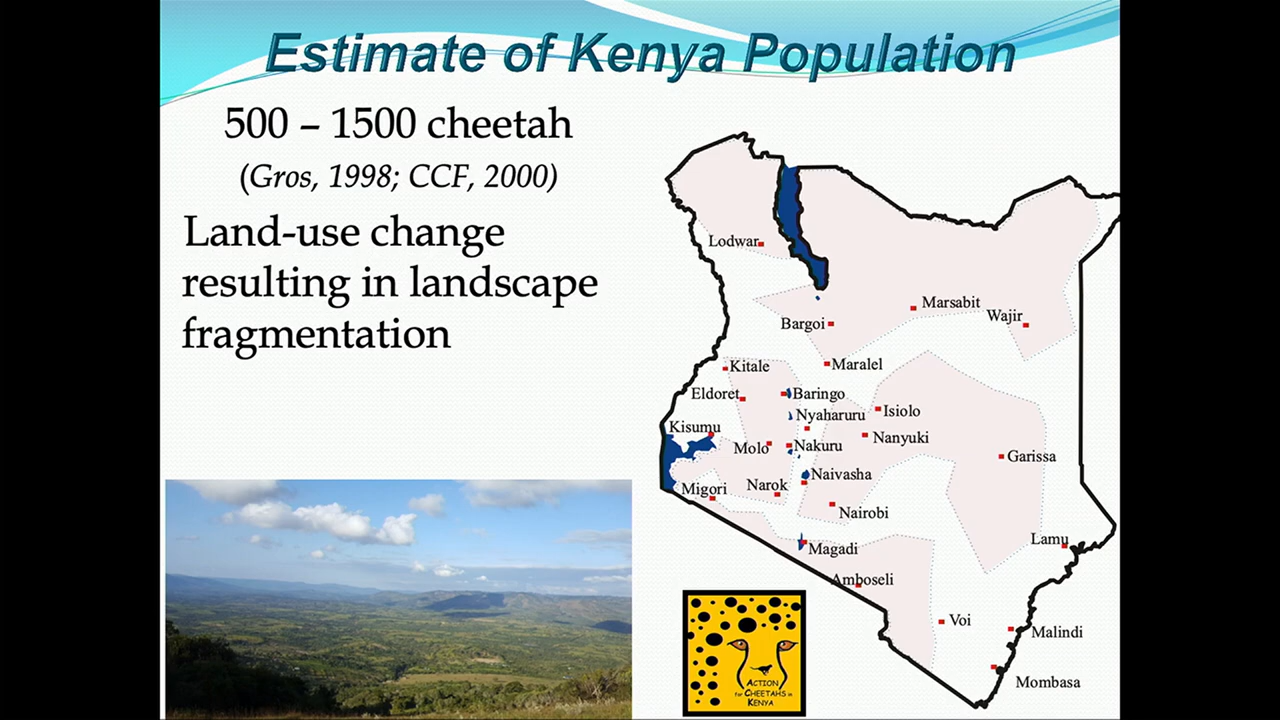 Estimate of Kenya Population
500 – 1500 cheetah
(Gros, 1998; CCF, 2000)
Land-use change
resulting in landscape
fragmentation
Lodwar
Marsabit
Wajir
Bargoi
Maralel
Kitale
Eldoret
Baringo
Nyaharuru
Isiolo
Kisumu
Nanyuki
Molo
Nakuru
Garissa
Naivasha
Migori
Narok
Nairobi
Lamu
Magadi
Amboseli
Voi
Malindi
Mombasa
ACTION
for CHEETAHS in
KENYA